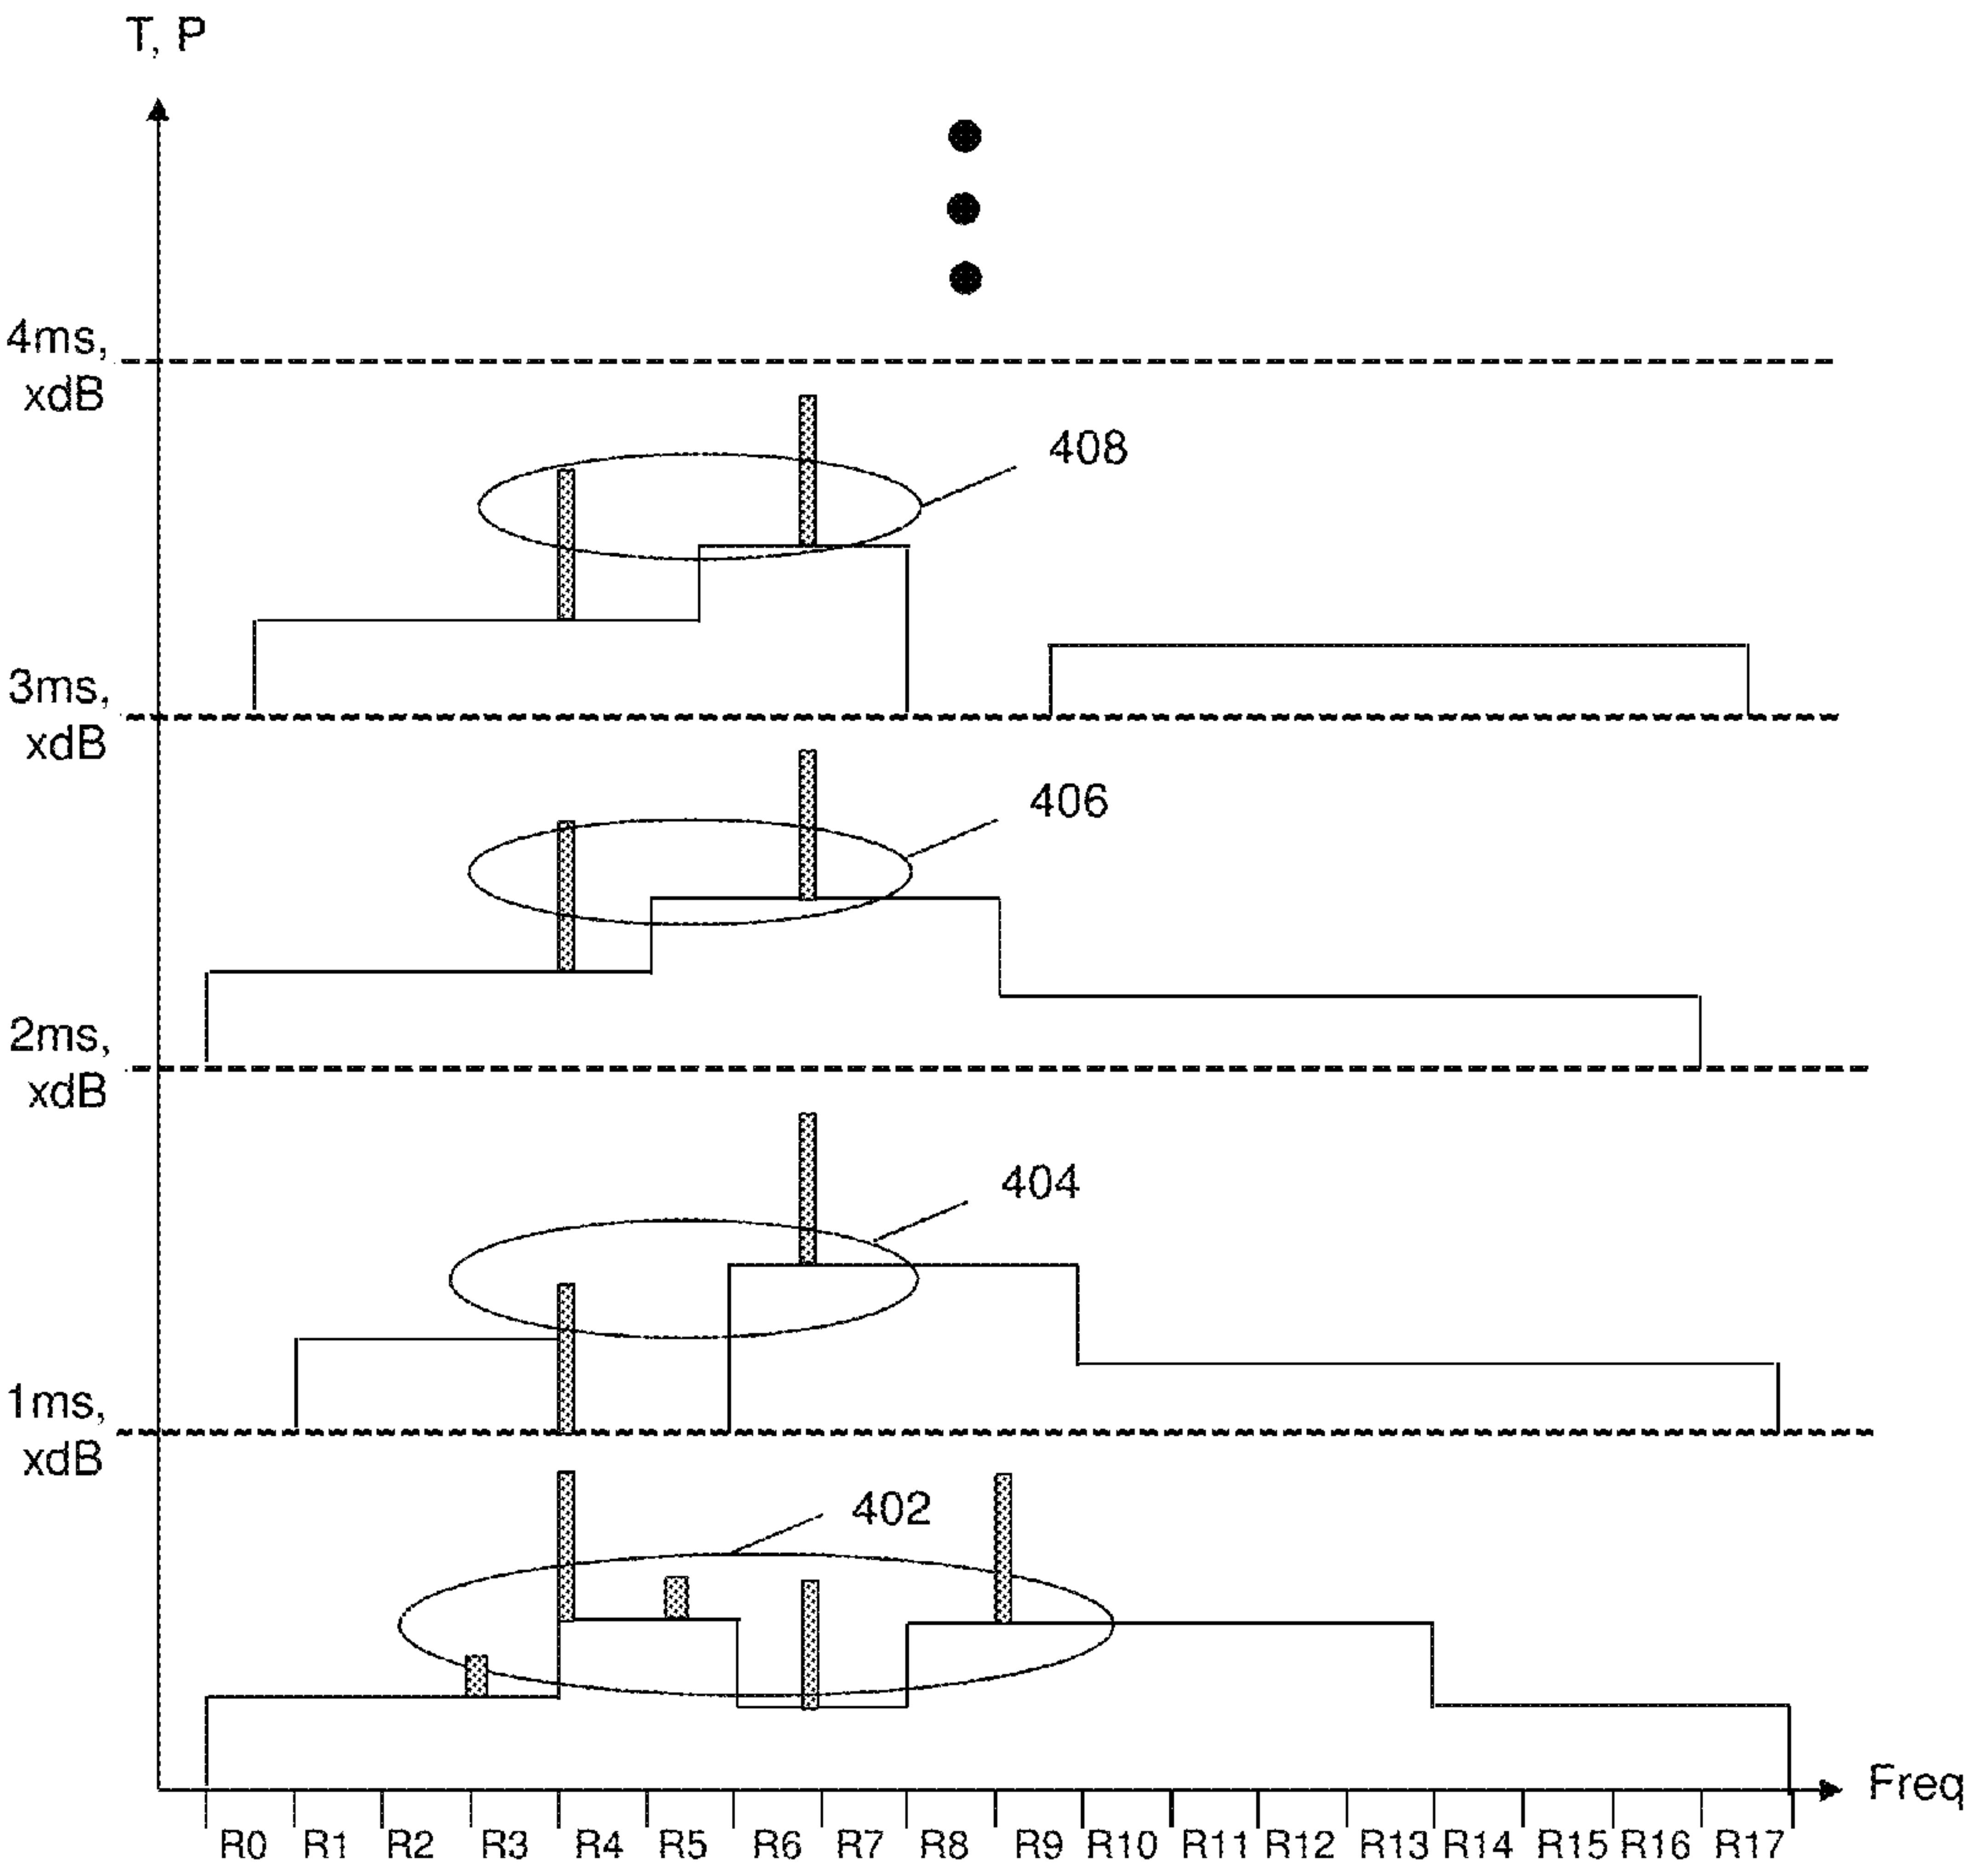 T, P
4ms,
xdB
408
3ms,
xdB
406
2ms,
xdB
404
1ms,
xdB
402
Freq
R0 R1 R2 R3 R4 R5 R6 R7 R8 R9 R10 R11 R12 R13 R14 R15 R16 R17